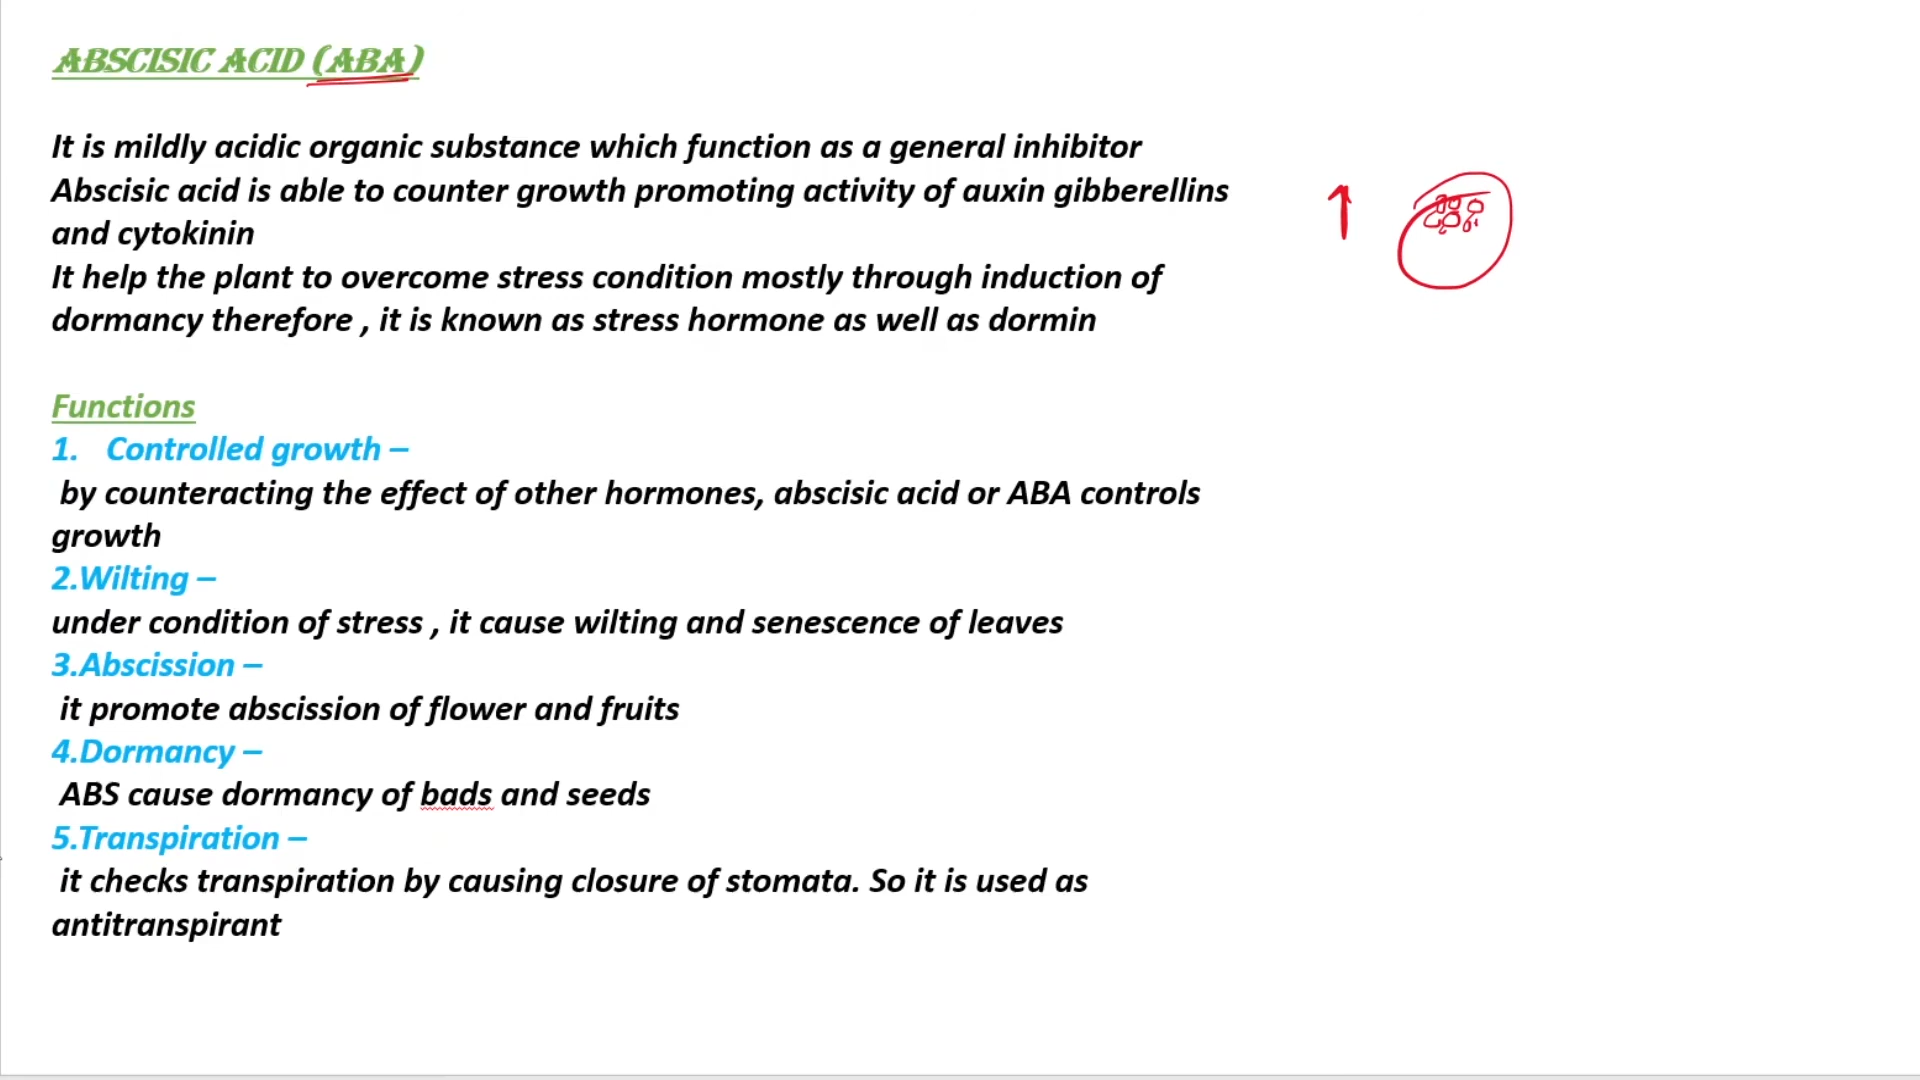 ABSCISIC ACID (ABA)
It is mildly acidic organic substance which function as a general inhibitor
Abscisic acid is able to counter growth promoting activity of auxin gibberellins
and cytokinin
It help the plant to overcome stress condition mostly through induction of
dormancy therefore , it is known as stress hormone as well as dormin
Functions
1. Controlled growth –
by counteracting the effect of other hormones, abscisic acid or ABA controls
growth
2.Wilting –
under condition of stress , it cause wilting and senescence of leaves
3.Abscission –
it promote abscission of flower and fruits
4.Dormancy –
ABS cause dormancy of bads and seeds
5.Transpiration –
it checks transpiration by causing closure of stomata. So it is used as
antitranspirant